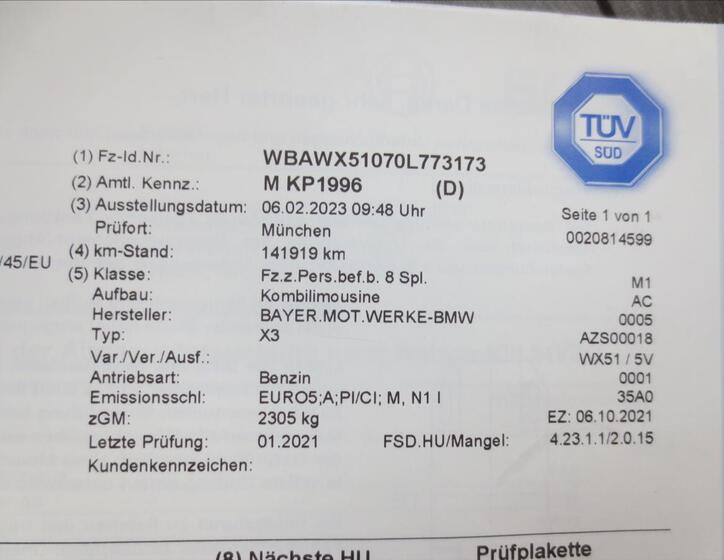 TÜV
SÜD
(1) Fz-Id.Nr.: WBAWX51070L773173
(2) Amtl. Kennz.: M KP1996 (D)
(3) Ausstellungsdatum: 06.02.2023 09:48 Uhr Seite 1 von 1
Prüfort: München 0020814599
/45/EU (4) km-Stand: 141919 km
(5) Klasse: Fz.z.Pers.bef.b. 8 Spl. M1
Aufbau: Kombilimousine AC
Hersteller: BAYER.MOT.WERKE-BMW 0005
Typ: X3 AZS00018
Var./Ver./Ausf.: WX51 / 5V
Antriebsart: Benzin 0001
Emissionsschl: EURO5;A;PI/CI; M, N1 I 35A0
zGM: 2305 kg EZ: 06.10.2021
Letzte Prüfung: 01.2021 FSD.HU/Mangel: 4.23.1.1/2.0.15
Kundenkennzeichen:
(8) Nächste HU Prüfplakette